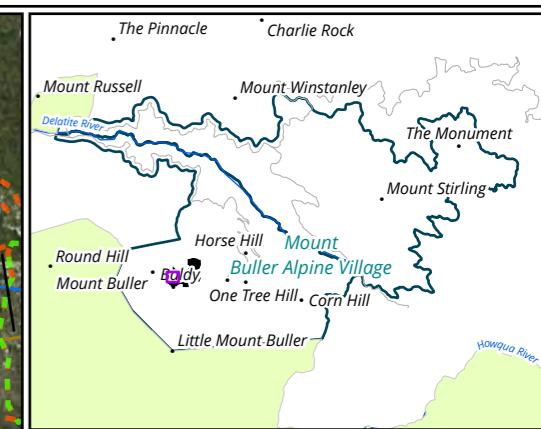 The Pinnacle
Charlie Rock
Mount Russell
Mount Winstanley
Delatite River
The Monument
Mount Stirling
Horse Hill
Mount
Buller Alpine Village
Round Hill
Baldy
Mount Buller
One Tree Hill
Corn Hill
Little Mount Buller
Howqua River